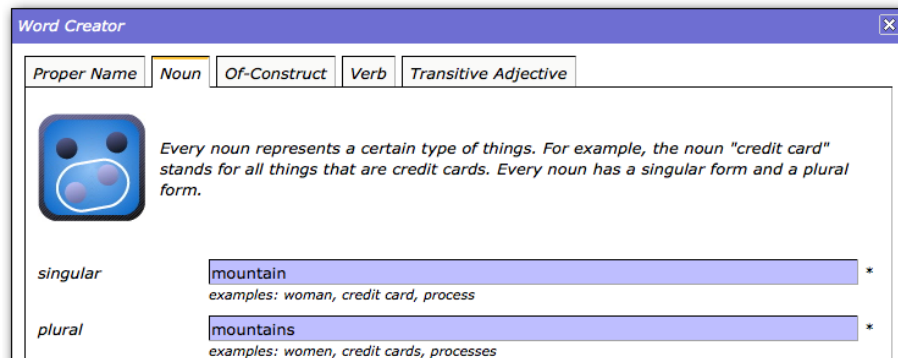 Word Creator
Proper Name Noun Of-Construct Verb Transitive Adjective
Every noun represents a certain type of things. For example, the noun "credit card"
stands for all things that are credit cards. Every noun has a singular form and a plural
form.
singular mountain *
examples: woman, credit card, process
plural mountains *
examples: women, credit cards, processes